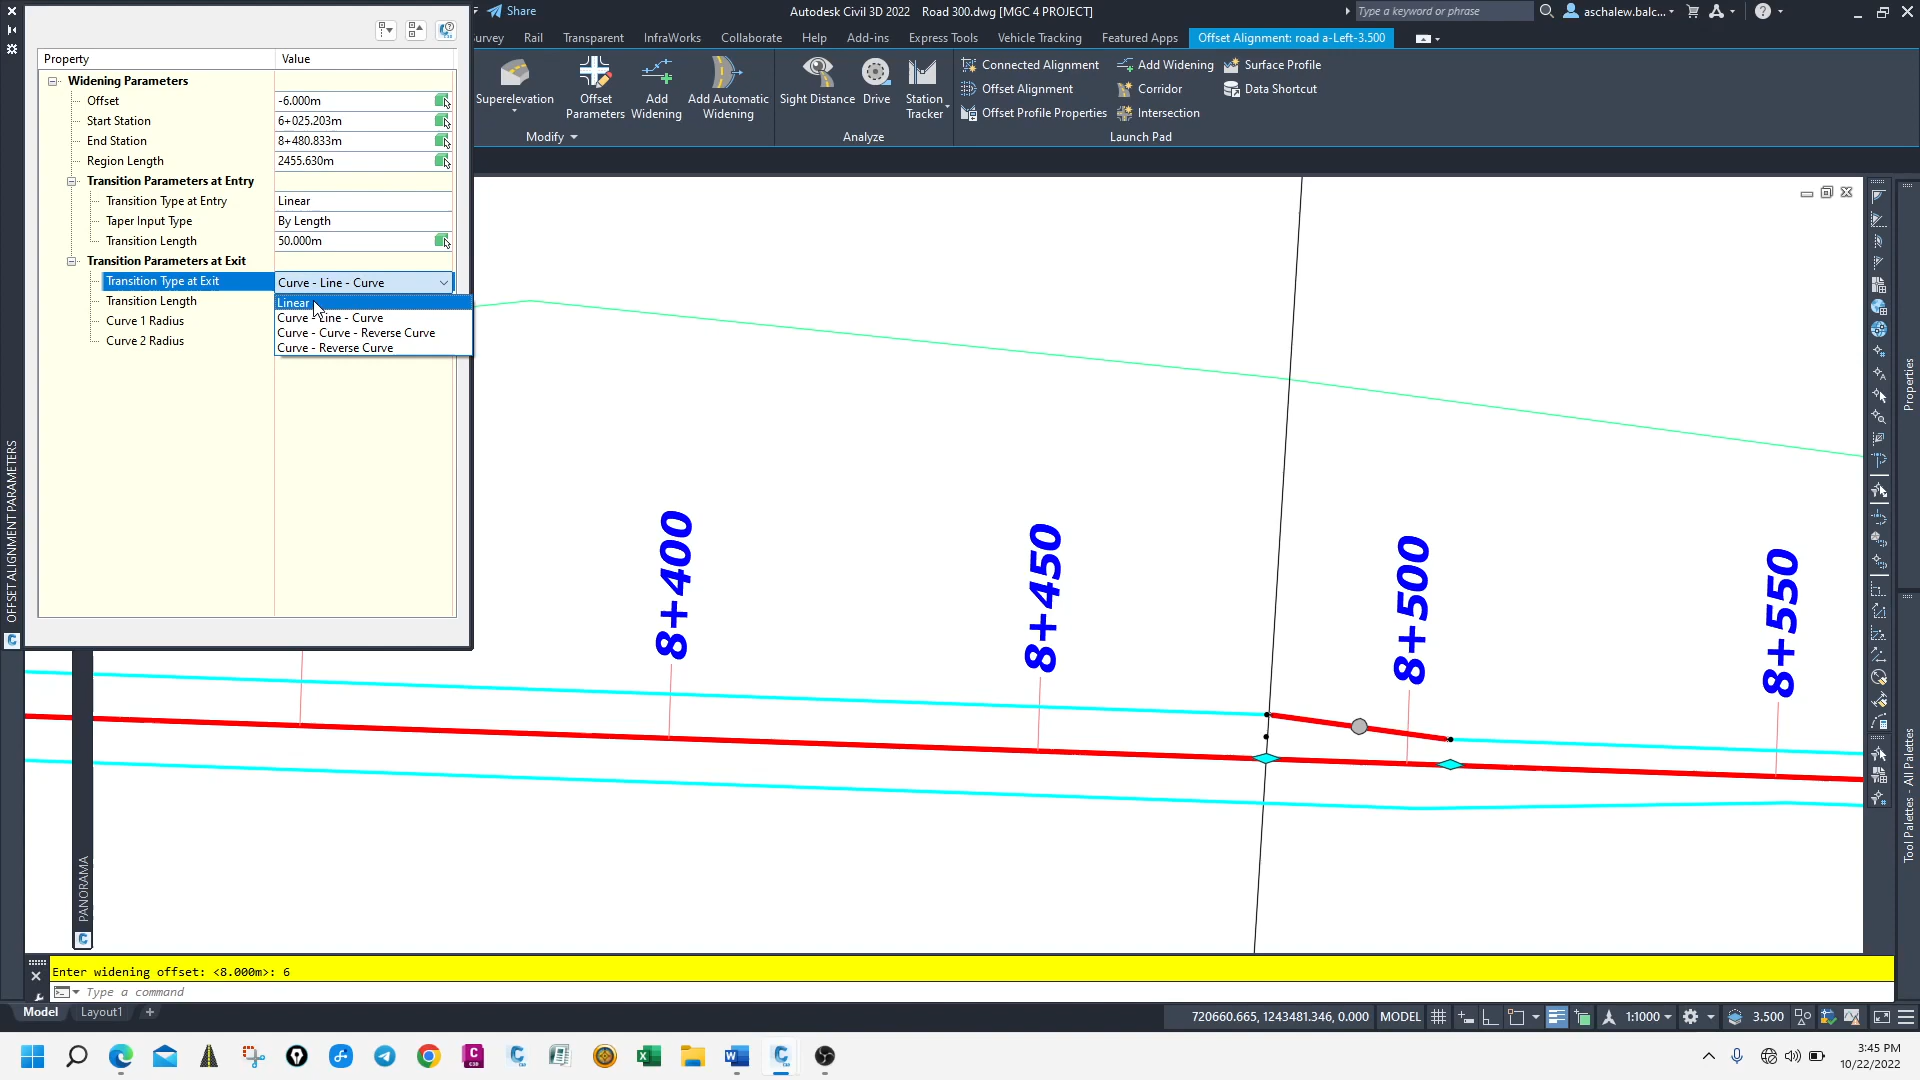 Share
Autodesk Civil 3D 2022 Road 300.dwg [MGC 4 PROJECT]
Type a keyword or phrase
aschalew.balc...
urvey Rail Transparent InfraWorks Collaborate Help Add-ins Express Tools Vehicle Tracking Featured Apps Offset Alignment: road a-Left-3.500
Superelevation
Offset Parameters
Add Widening
Add Automatic Widening
Modify
Sight Distance
Drive
Station Tracker
Analyze
Connected Alignment
Offset Alignment
Offset Profile Properties
Add Widening
Corridor
Intersection
Surface Profile
Data Shortcut
Launch Pad
Property Value
Widening Parameters
Offset -6.000m
Start Station 6+025.203m
End Station 8+480.833m
Region Length 2455.630m
Transition Parameters at Entry
Transition Type at Entry Linear
Taper Input Type By Length
Transition Length 50.000m
Transition Parameters at Exit
Transition Type at Exit Curve - Line - Curve
Transition Length
Curve 1 Radius
Curve 2 Radius
Linear
Curve - Line - Curve
Curve - Curve - Reverse Curve
Curve - Reverse Curve
OFFSET ALIGNMENT PARAMETERS
PANORAMA
8+400
8+450
8+500
8+550
Properties
Tool Palettes - All Palettes
Enter widening offset: <8.000m>: 6
Type a command
Model Layout1
720660.665, 1243481.346, 0.000 MODEL 1:1000 3.500
3:45 PM
10/22/2022